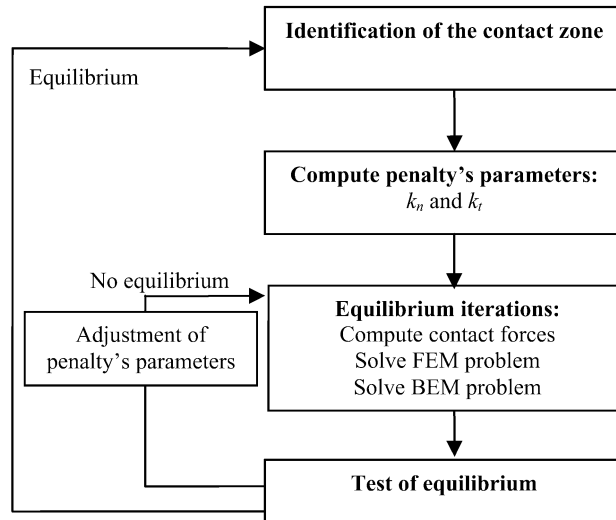 Identification of the contact zone
Equilibrium
Compute penalty's parameters:
kn and kt
No equilibrium
Equilibrium iterations:
Compute contact forces
Solve FEM problem
Solve BEM problem
Adjustment of
penalty's parameters
Test of equilibrium